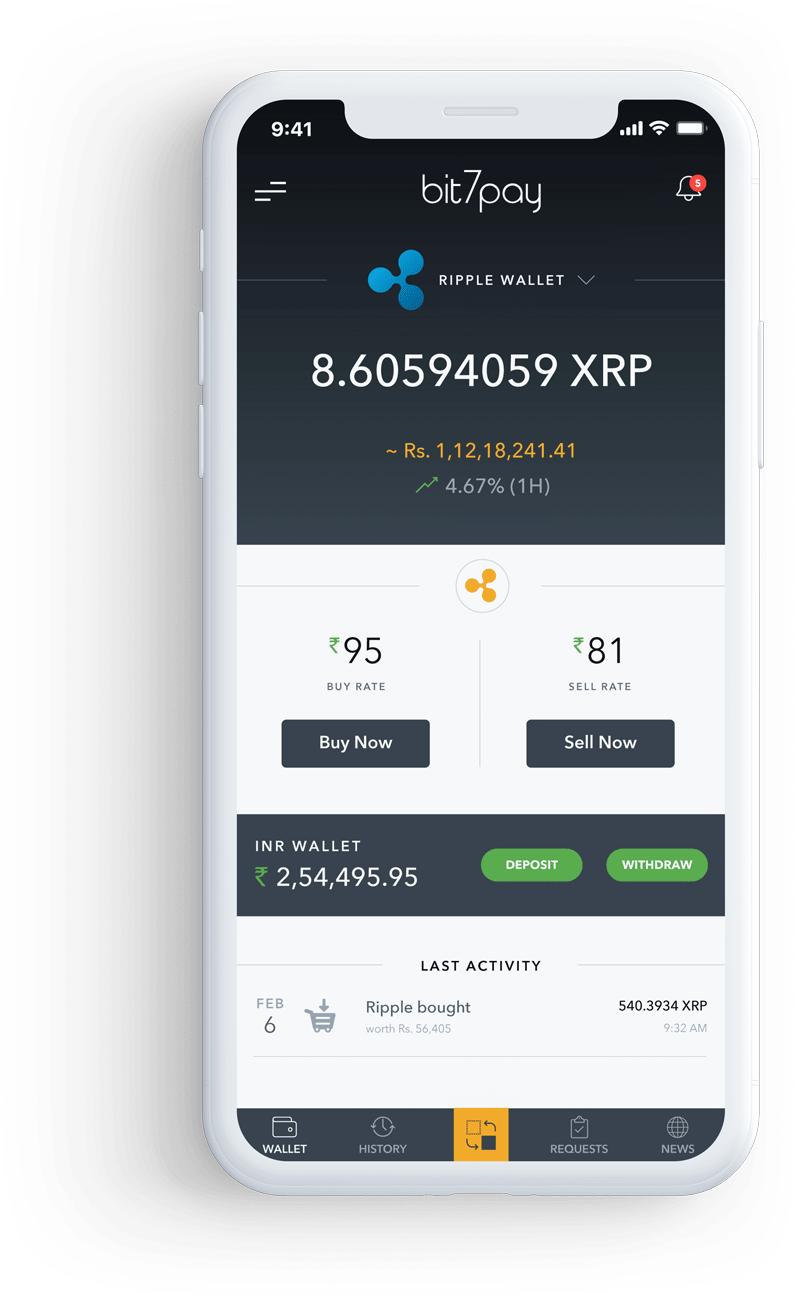 9:41
bit7pay
5
RIPPLE WALLET
8.60594059 XRP
~ Rs. 1,12,18,241.41
4.67% (1H)
₹95
BUY RATE
Buy Now
₹81
SELL RATE
Sell Now
INR WALLET
₹ 2,54,495.95
DEPOSIT
WITHDRAW
LAST ACTIVITY
FEB
6
Ripple bought
worth Rs. 56,405
540.3934 XRP
9:32 AM
WALLET
HISTORY
REQUESTS
NEWS